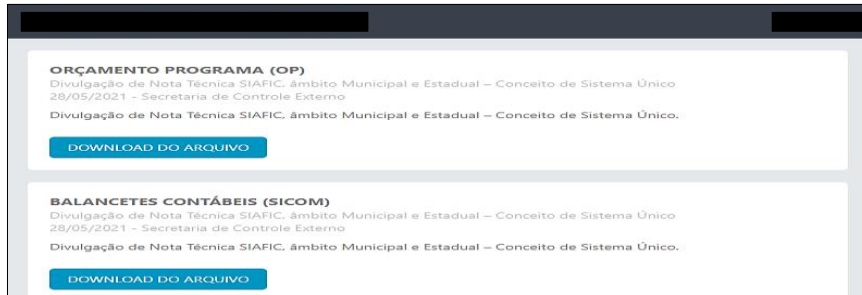 ORÇAMENTO PROGRAMA (OP)
Divulgação de Nota Técnica SIAFIC, âmbito Municipal e Estadual – Conceito de Sistema Único
28/05/2021 - Secretaria de Controle Externo
Divulgação de Nota Técnica SIAFIC, âmbito Municipal e Estadual – Conceito de Sistema Único.
DOWNLOAD DO ARQUIVO
BALANCETES CONTÁBEIS (SICOM)
Divulgação de Nota Técnica SIAFIC, âmbito Municipal e Estadual – Conceito de Sistema Único
28/05/2021 - Secretaria de Controle Externo
Divulgação de Nota Técnica SIAFIC, âmbito Municipal e Estadual – Conceito de Sistema Único.
DOWNLOAD DO ARQUIVO